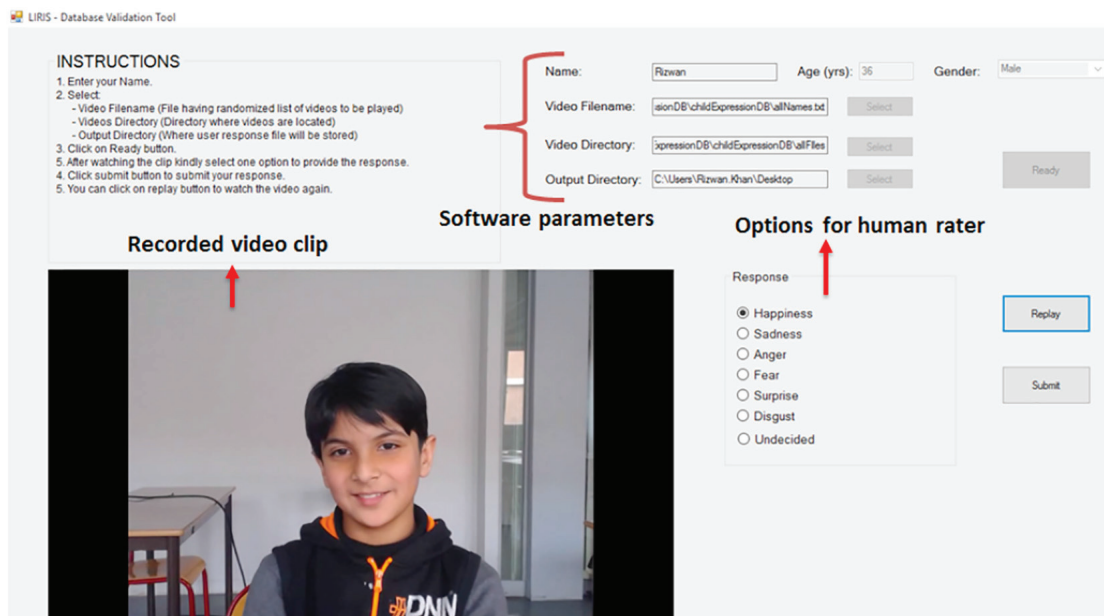 LIRIS - Database Validation Tool
INSTRUCTIONS
1. Enter your Name.
2. Select:
- Video Filename (File having randomized list of videos to be played)
- Videos Directory (Directory where videos are located)
- Output Directory (Where user response file will be stored)
3. Click on Ready button.
5. After watching the clip kindly select one option to provide the response.
4. Click submit button to submit your response.
5. You can click on replay button to watch the video again.
Name: Rizwan Age (yrs): 36 Gender: Male
Video Filename: sionDB\childExpressionDB\allNames.txt Select
Video Directory: ExpressionDB\childExpressionDB\allFiles Select
Output Directory: C:\Users\Rizwan.Khan\Desktop Select
Ready
Software parameters
Recorded video clip
Options for human rater
Response
Happiness
Sadness
Anger
Fear
Surprise
Disgust
Undecided
Replay
Submit
DNN